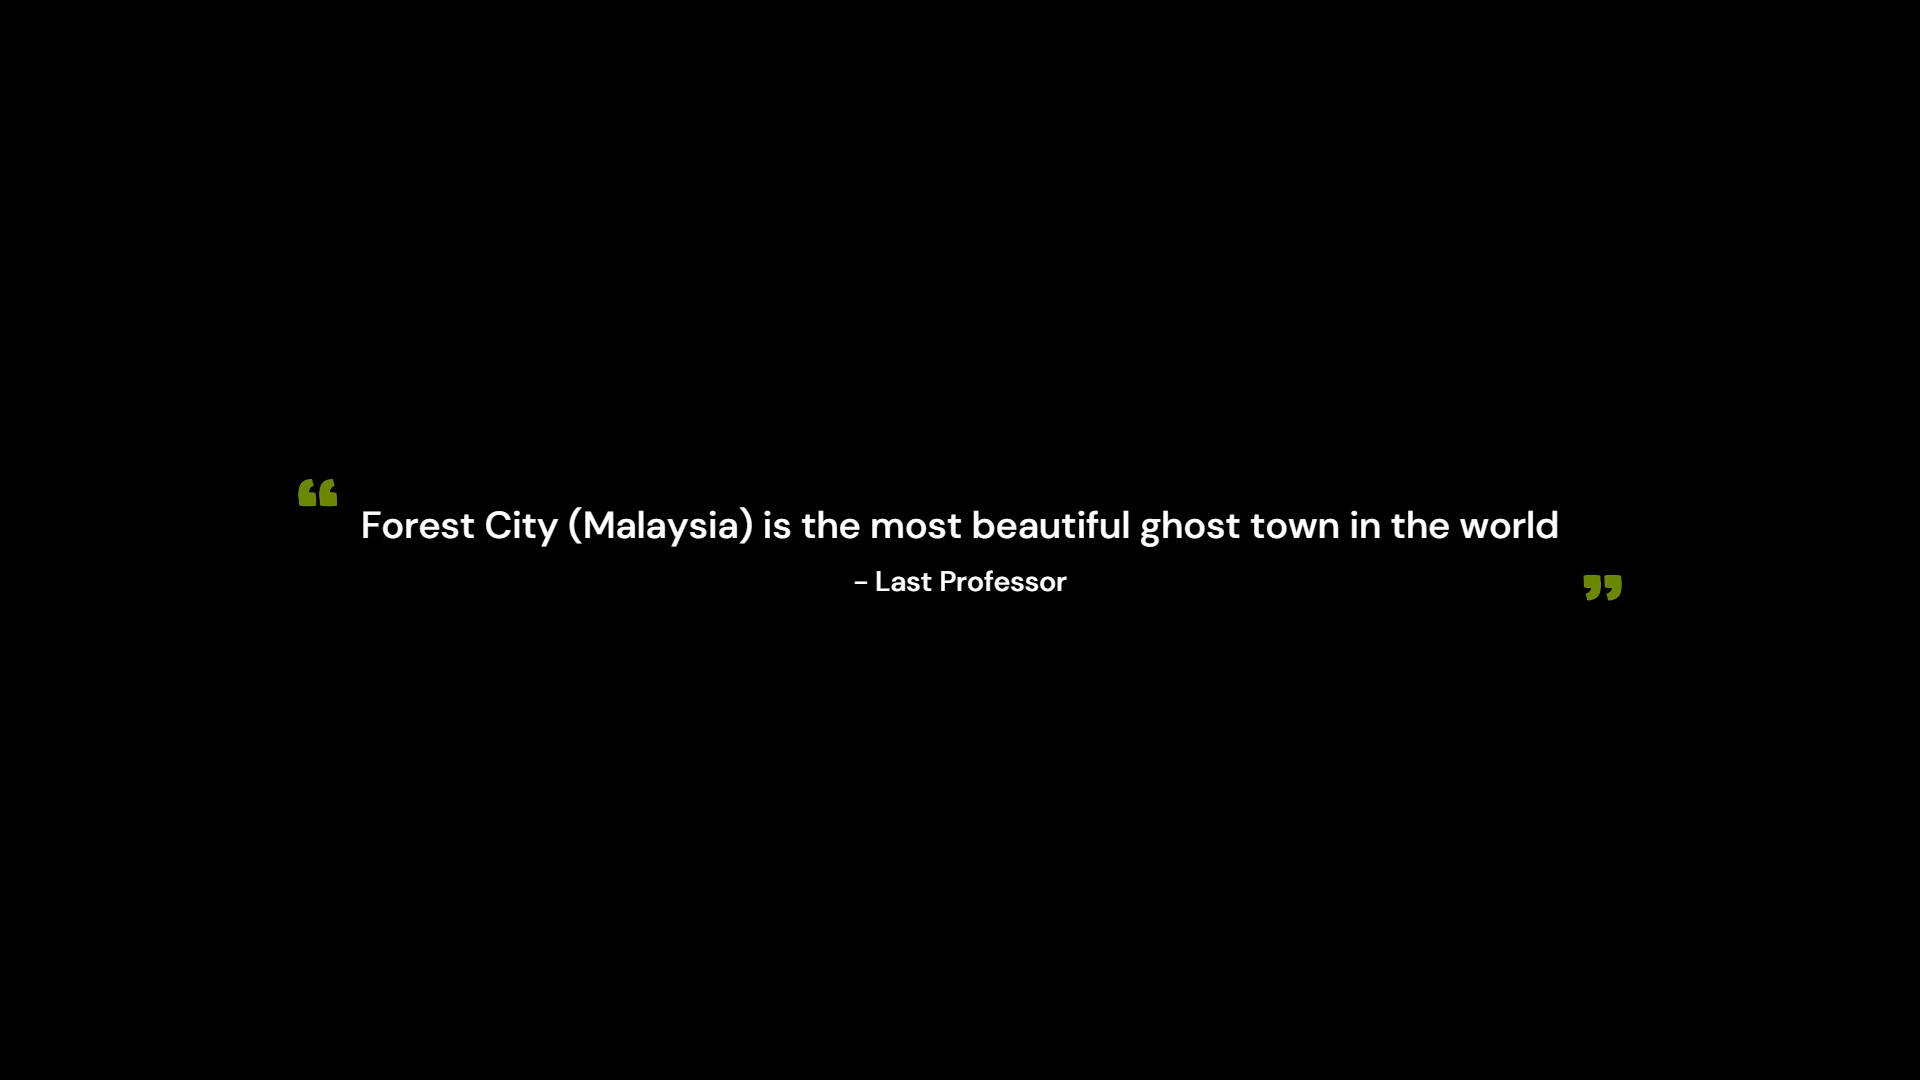 “ Forest City (Malaysia) is the most beautiful ghost town in the world
– Last Professor ”